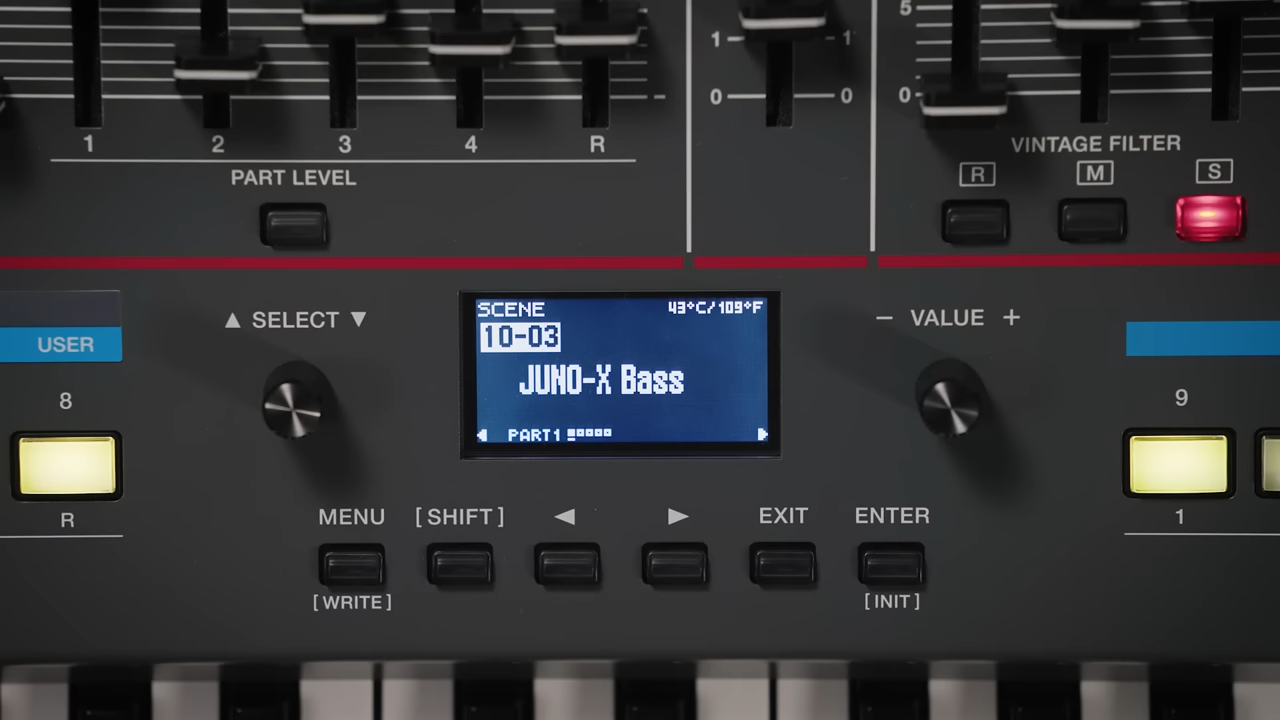 5
1 1
0 0
0
1 2 3 4 R
PART LEVEL
VINTAGE FILTER
R M S
USER
8
R
▲ SELECT ▼
SCENE 43°C/109°F
10-03
JUNO-X Bass
PART1
− VALUE +
9
1
MENU [SHIFT] ◀ ▶ EXIT ENTER
[WRITE] [INIT]